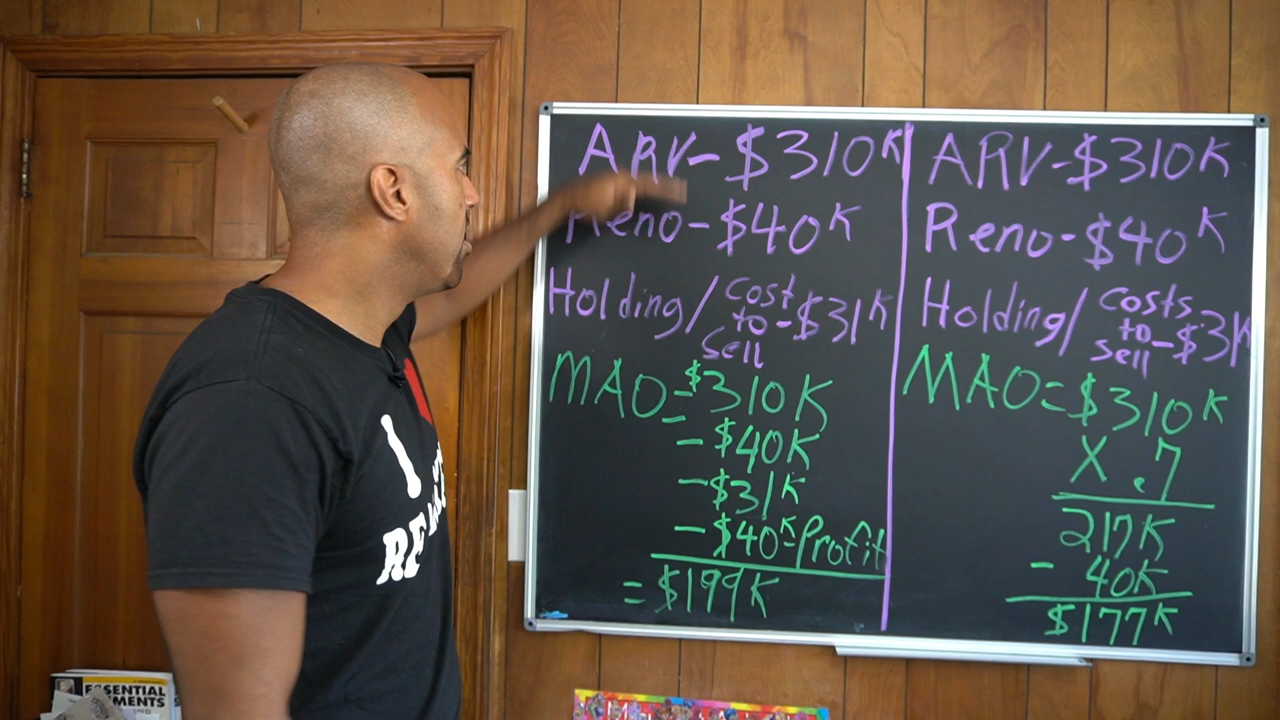 ARV-$310K
Reno-$40K
Holding/cost to sell-$31K
MAO=$310K
-$40K
-$31K
-$40K=Profit
=$199K
ARV-$310K
Reno-$40K
Holding/costs to sell-$31K
MAO=$310K
X .7
217K
- 40K
$177K
I
RE
ESSENTIAL